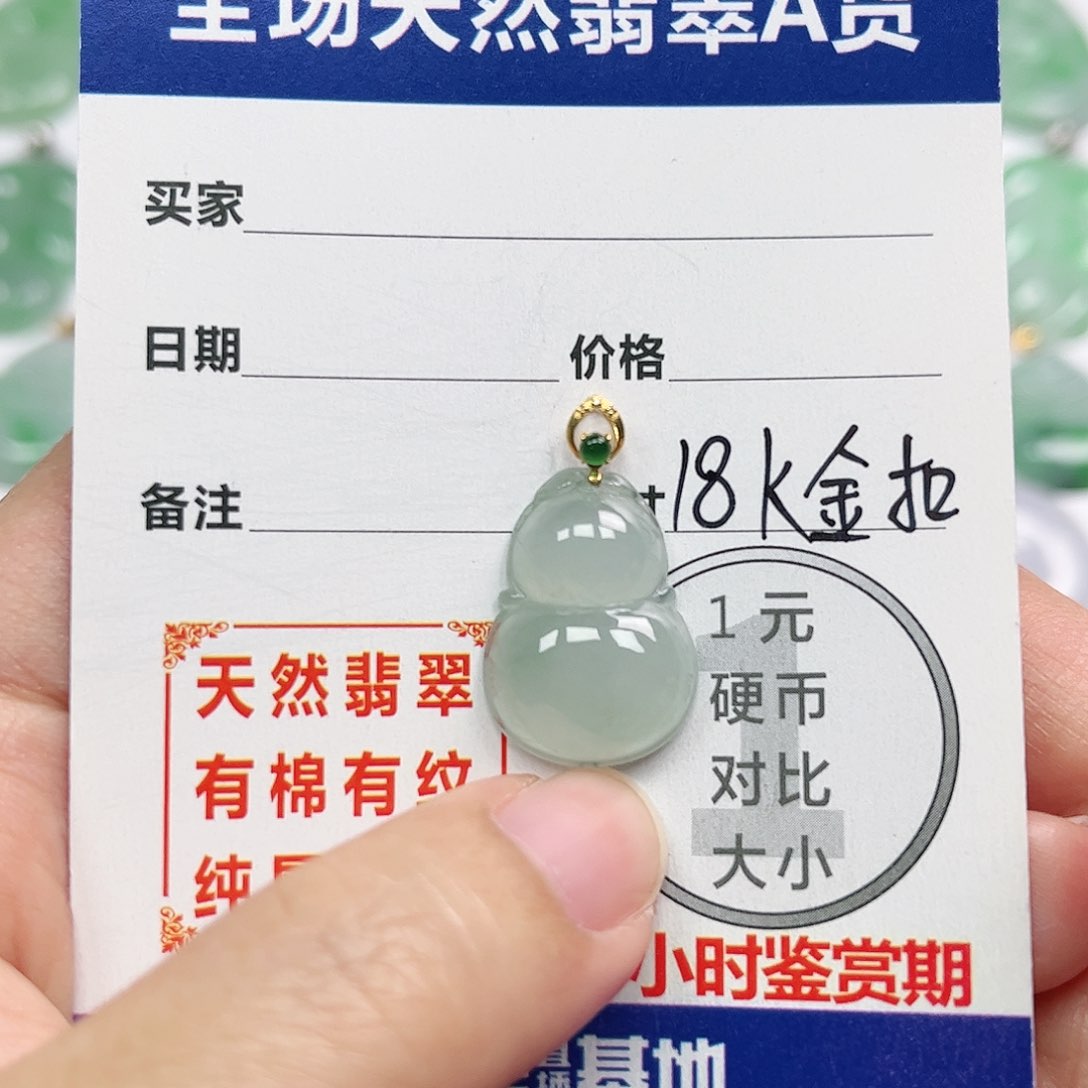 全场天然翡翠A货
买家
日期 价格
备注 18K金扣
1元
硬币
对比
大小
天然翡翠
有棉有纹
纯
小时鉴赏期
基地